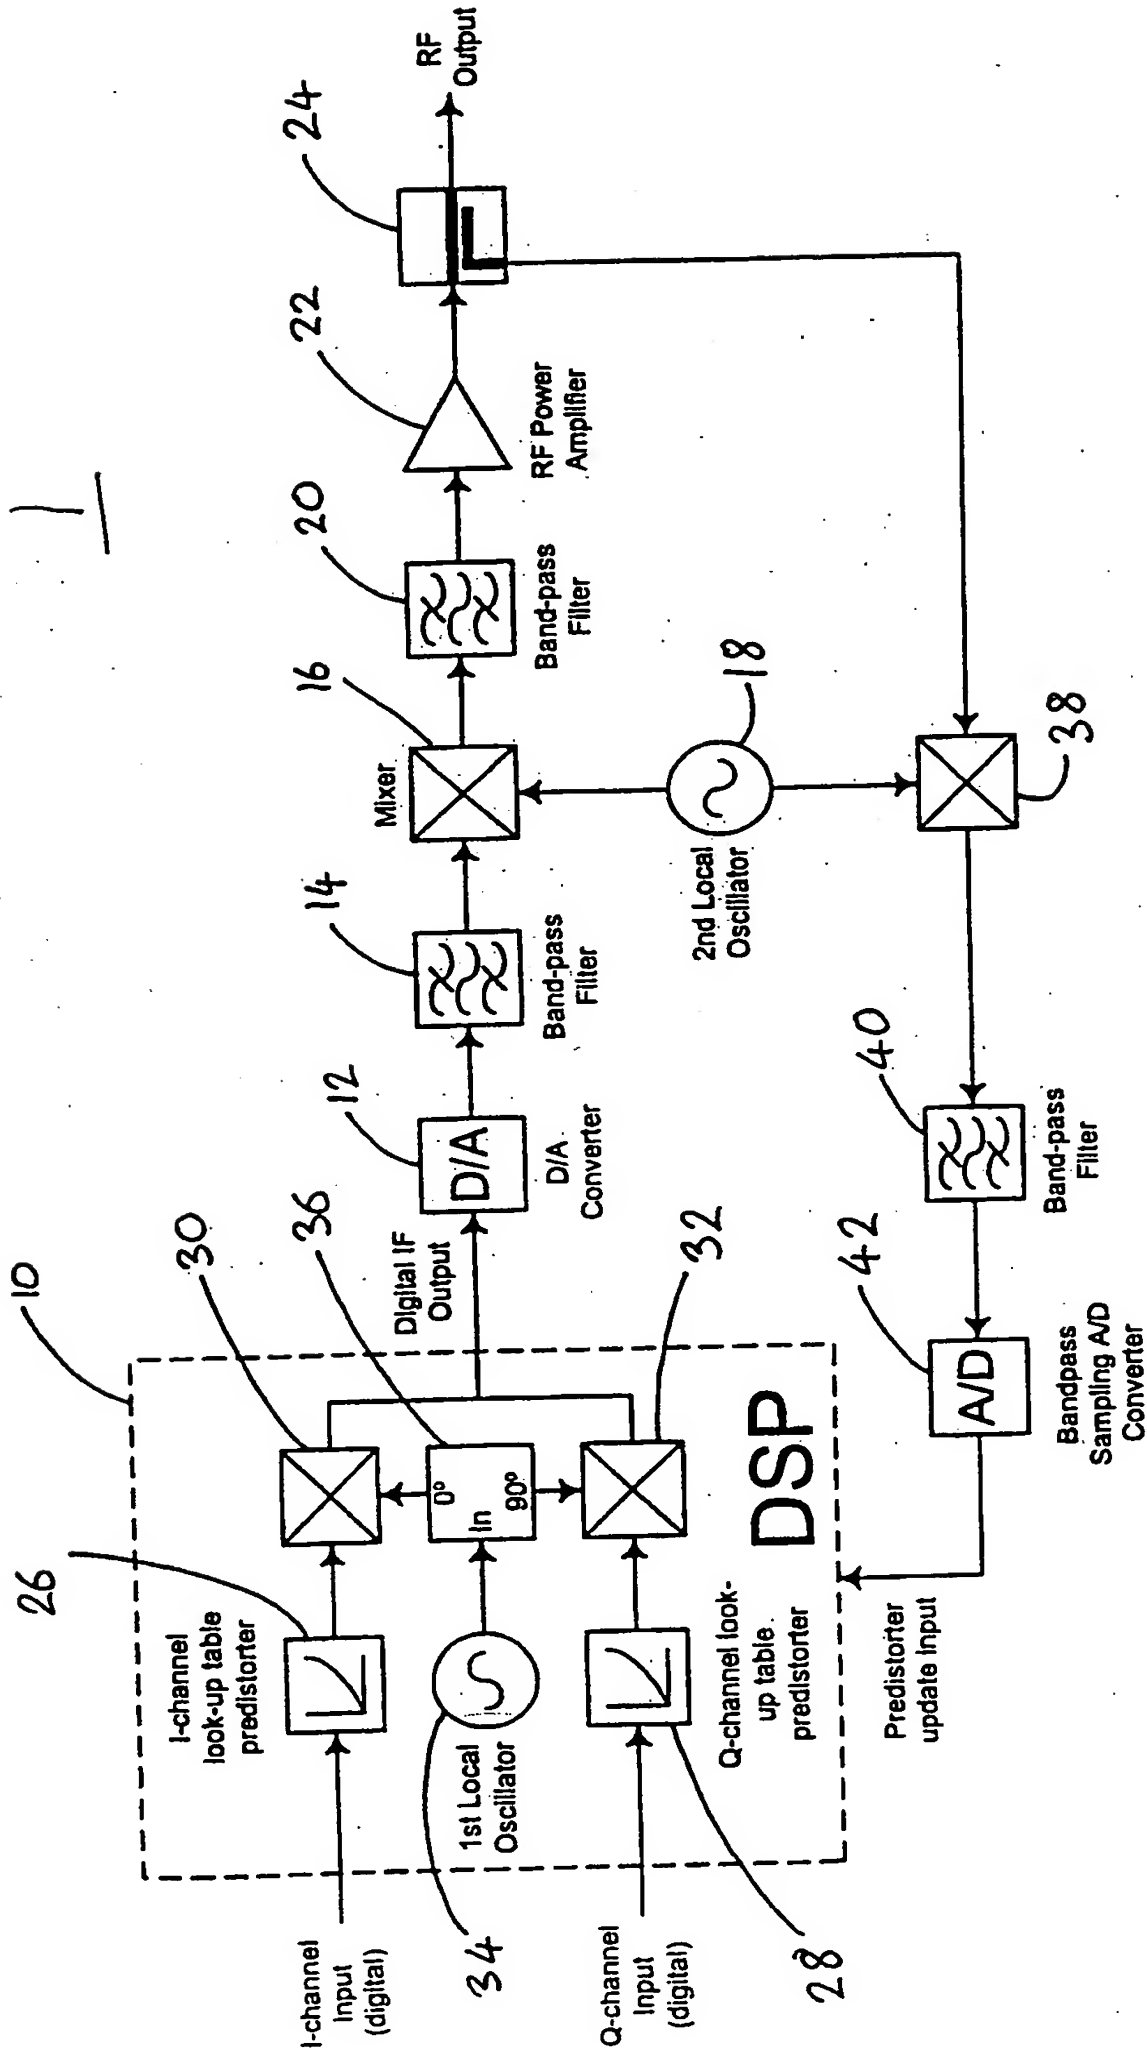 1
10
26
I-channel
look-up table
predistorter
30
36
0º
In
90º
1st Local
Oscillator
34
I-channel
Input
(digital)
Q-channel
Input
(digital)
28
Q-channel look-
up table
predistorter
DSP
32
Digital IF
Output
12
D/A
D/A
Converter
14
Band-pass
Filter
16
Mixer
20
Band-pass
Filter
22
RF Power
Amplifier
24
RF
Output
18
2nd Local
Oscillator
38
40
Band-pass
Filter
42
A/D
Bandpass
Sampling A/D
Converter
Predistorter
update Input